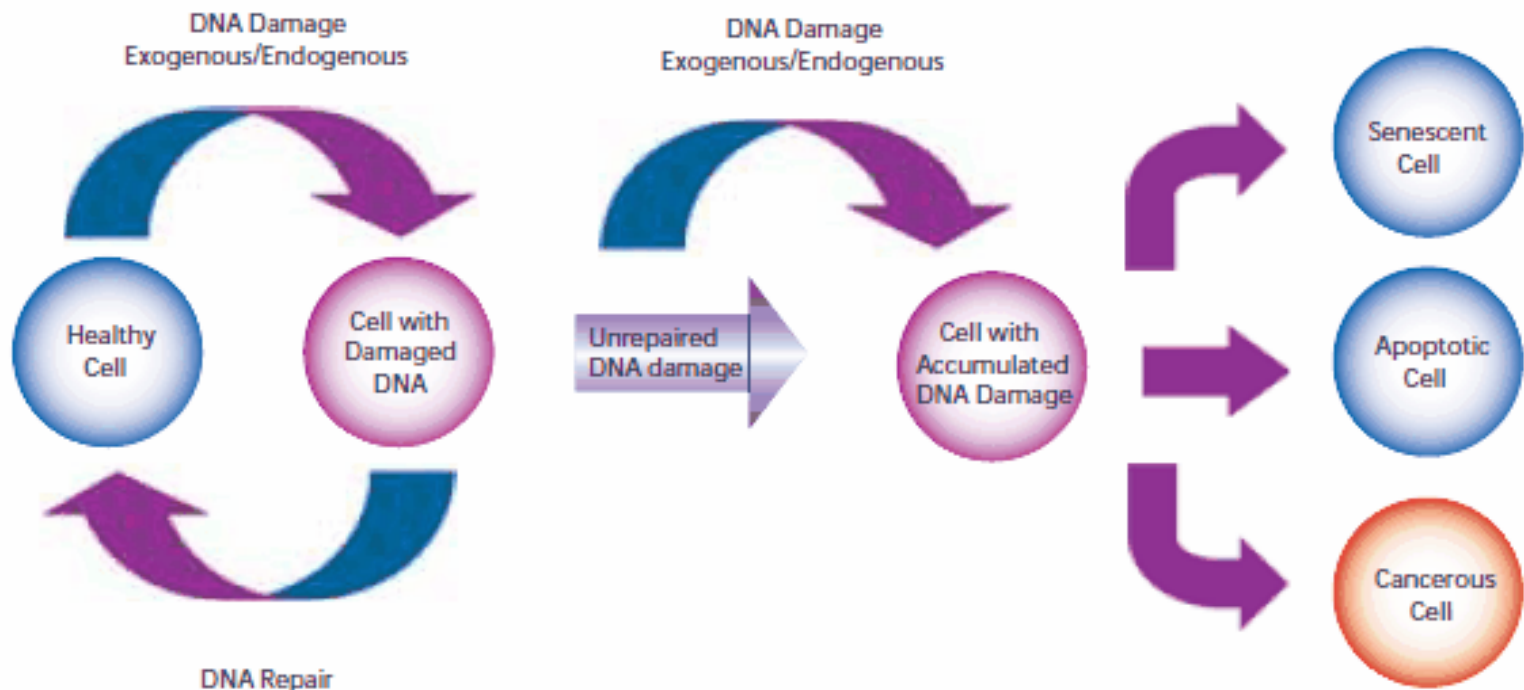 DNA Damage
Exogenous/Endogenous
DNA Damage
Exogenous/Endogenous
Healthy
Cell
Cell with
Damaged
DNA
Unrepaired
DNA damage
Cell with
Accumulated
DNA Damage
Senescent
Cell
Apoptotic
Cell
Cancerous
Cell
DNA Repair